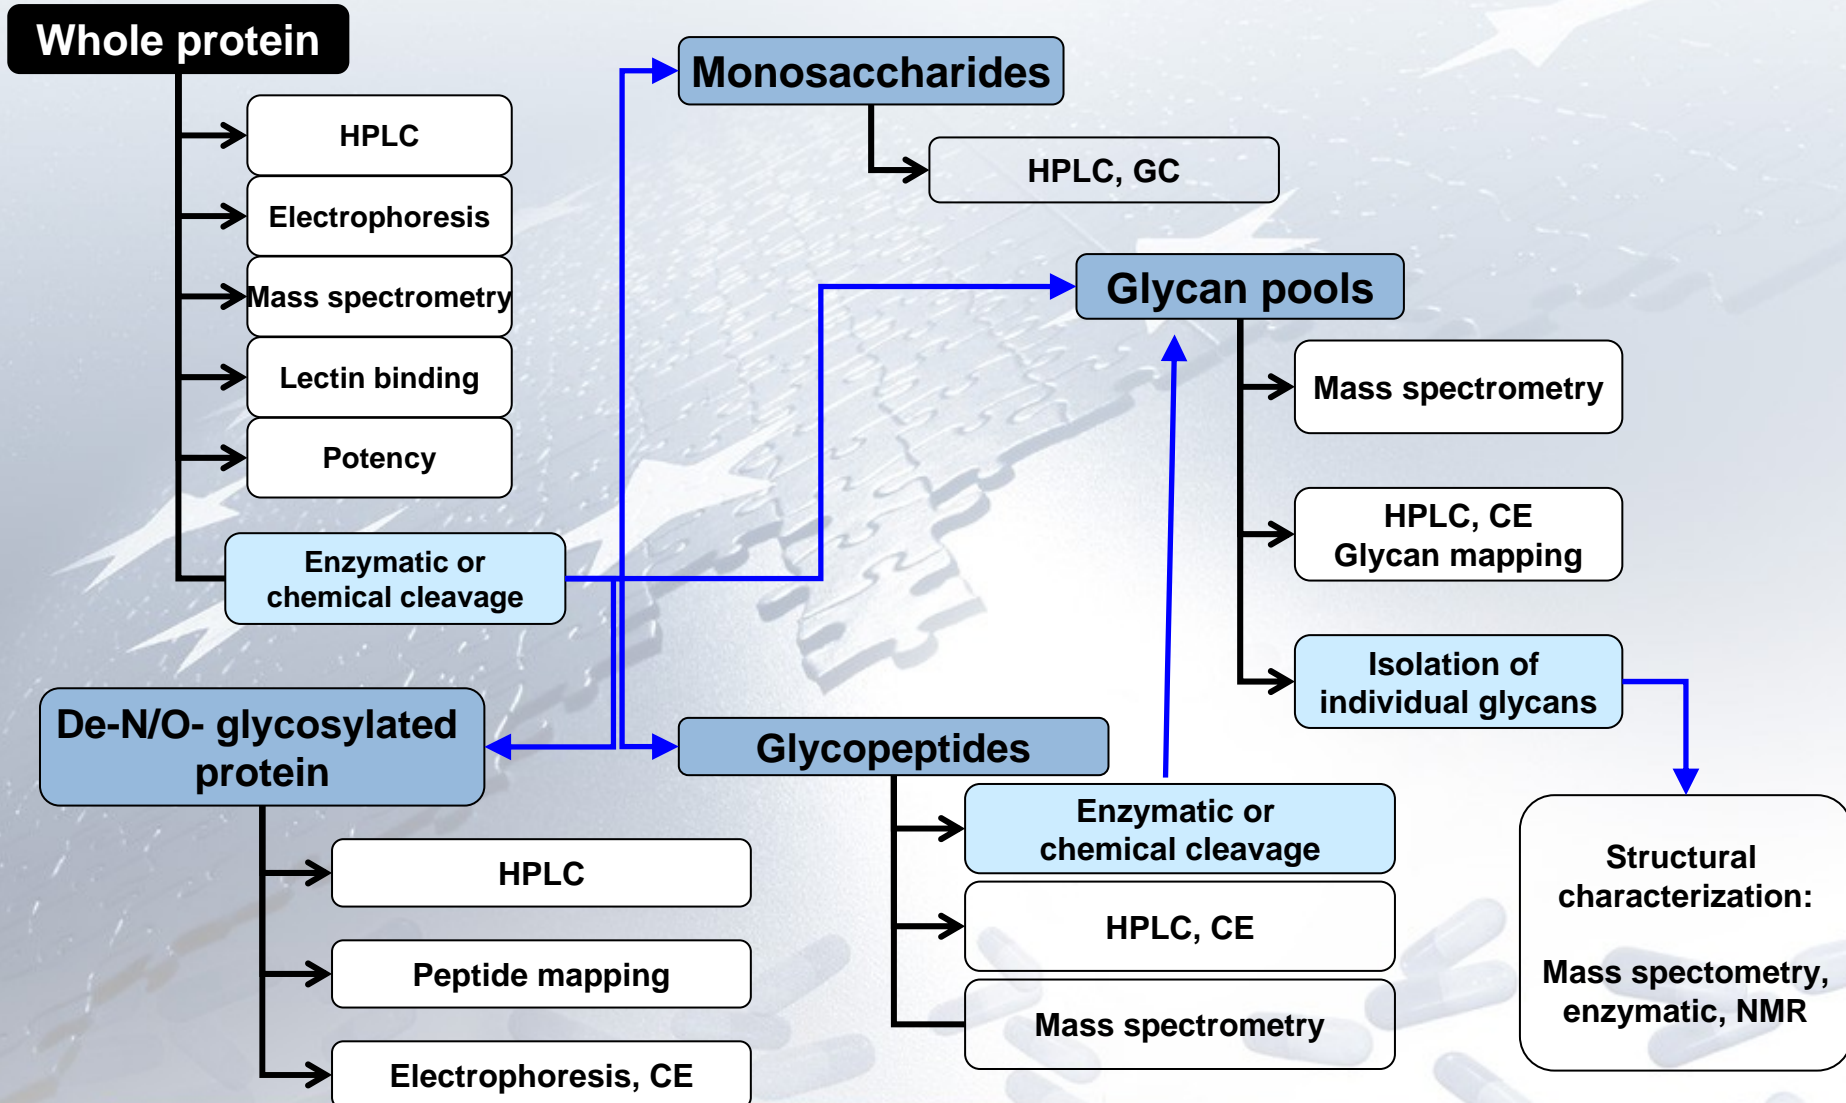 Whole protein
HPLC
Electrophoresis
Mass spectrometry
Lectin binding
Potency
Enzymatic or
chemical cleavage
Monosaccharides
HPLC, GC
Glycan pools
Mass spectrometry
HPLC, CE
Glycan mapping
Isolation of
individual glycans
Structural
characterization:
Mass spectometry,
enzymatic, NMR
De-N/O- glycosylated
protein
HPLC
Peptide mapping
Electrophoresis, CE
Glycopeptides
Enzymatic or
chemical cleavage
HPLC, CE
Mass spectrometry